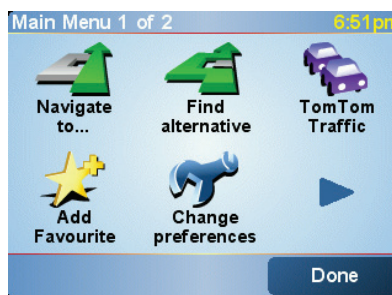 Main Menu 1 of 2 6:51pm
Navigate to...
Find alternative
TomTom Traffic
Add Favourite
Change preferences
Done